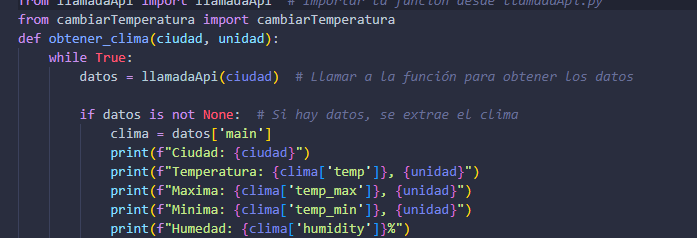 from llamadaApi import llamadaApi  # Importar la función desde llamadaApi.py
from cambiarTemperatura import cambiarTemperatura
def obtener_clima(ciudad, unidad):
    while True:
        datos = llamadaApi(ciudad)  # Llamar a la función para obtener los datos

        if datos is not None:  # Si hay datos, se extrae el clima
            clima = datos['main']
            print(f"Ciudad: {ciudad}")
            print(f"Temperatura: {clima['temp']}, {unidad}")
            print(f"Maxima: {clima['temp_max']}, {unidad}")
            print(f"Minima: {clima['temp_min']}, {unidad}")
            print(f"Humedad: {clima['humidity']}%")